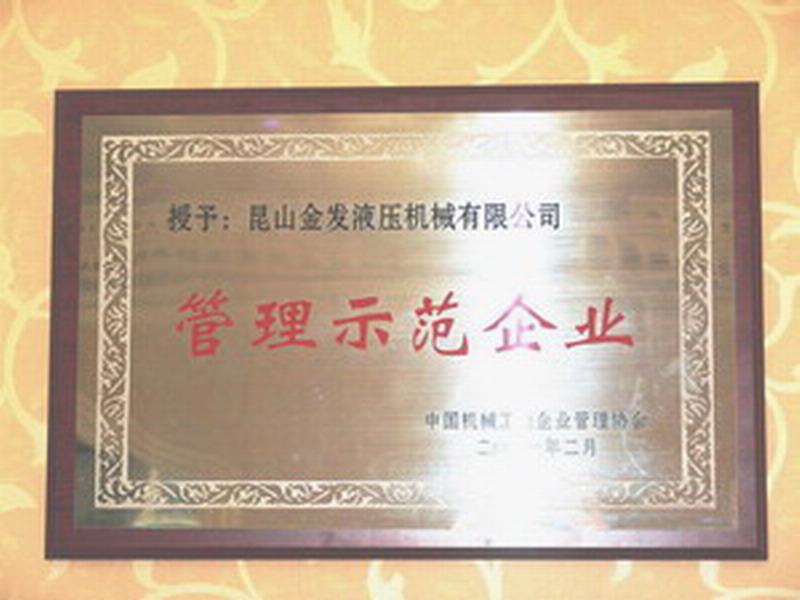 授予：昆山金发液压机械有限公司
管理示范企业
中国机械工 企业管理协会
二 年二月